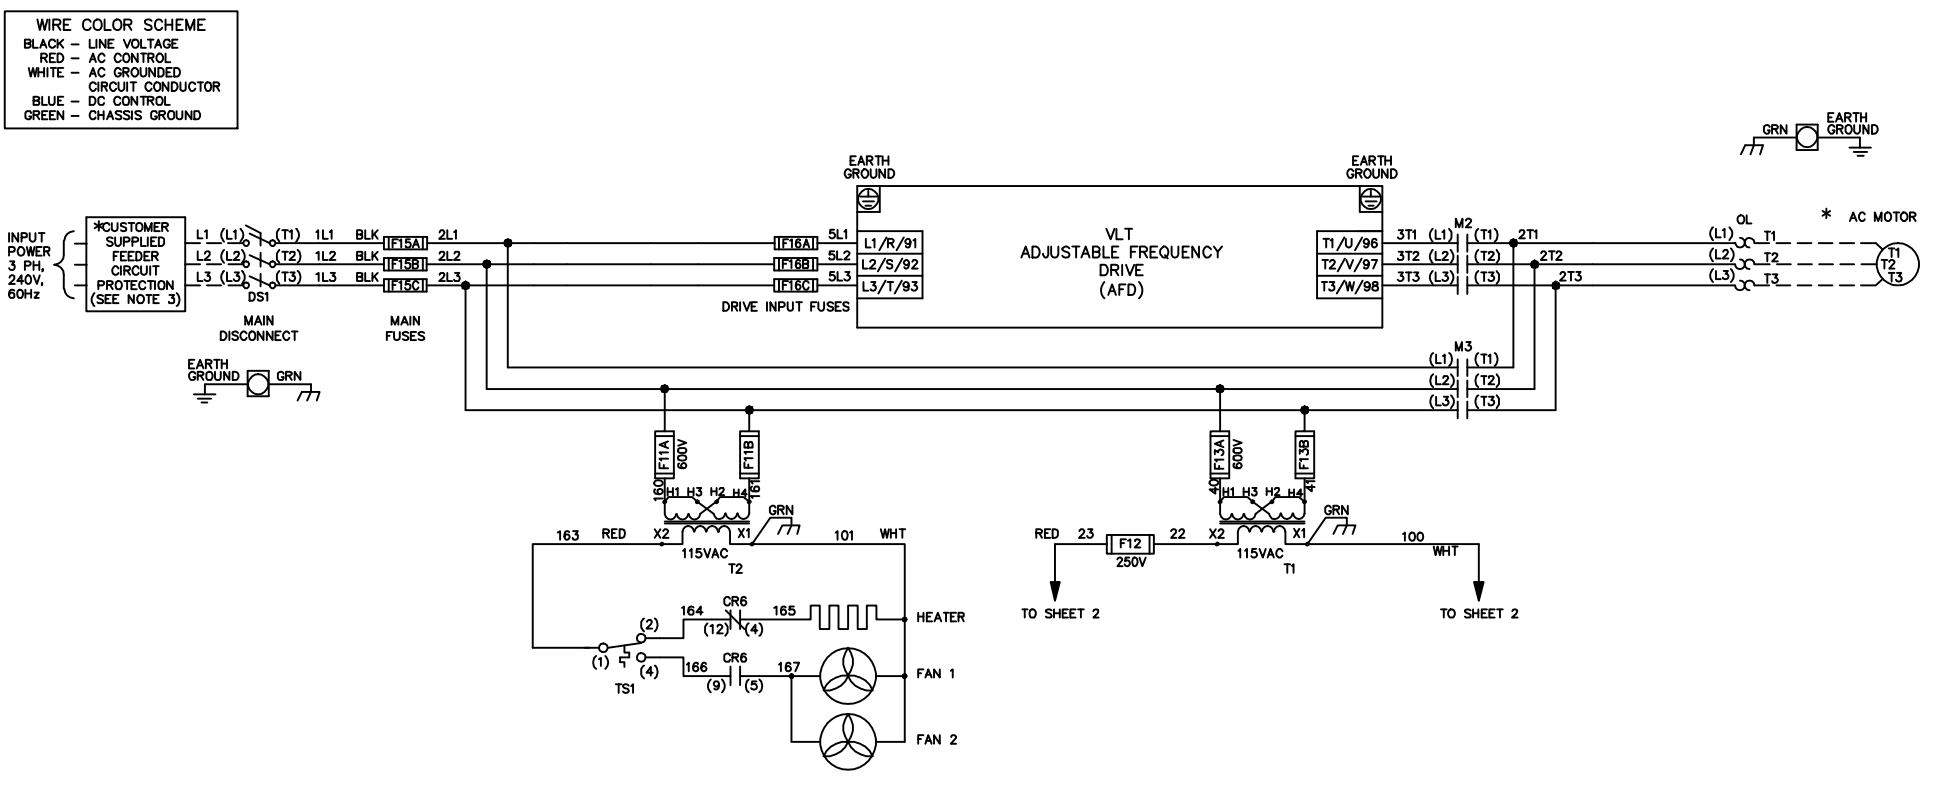 WIRE COLOR SCHEME
BLACK – LINE VOLTAGE
RED – AC CONTROL
WHITE – AC GROUNDED
CIRCUIT CONDUCTOR
BLUE – DC CONTROL
GREEN – CHASSIS GROUND
GRN
EARTH
GROUND
INPUT
POWER
3 PH,
240V,
60Hz
*CUSTOMER
SUPPLIED
FEEDER
CIRCUIT
PROTECTION
(SEE NOTE 3)
L1 (L1) (T1) 1L1 BLK F15A 2L1
L2 (L2) (T2) 1L2 BLK F15B 2L2
L3 (L3) (T3) 1L3 BLK F15C 2L3
DS1
MAIN
DISCONNECT
MAIN
FUSES
EARTH
GROUND
GRN
F16A 5L1
F16B 5L2
F16C 5L3
DRIVE INPUT FUSES
EARTH
GROUND
EARTH
GROUND
L1/R/91
L2/S/92
L3/T/93
VLT
ADJUSTABLE FREQUENCY
DRIVE
(AFD)
T1/U/96
T2/V/97
T3/W/98
M2
3T1 (L1) (T1) 2T1
3T2 (L2) (T2) 2T2
3T3 (L3) (T3) 2T3
OL
(L1) T1
(L2) T2
(L3) T3
* AC MOTOR
T1
T2
T3
M3
(L1) (T1)
(L2) (T2)
(L3) (T3)
F11A
600V
F11B
160
161
H1 H3 H2 H4
GRN
163 RED X2 X1 101 WHT
115VAC
T2
F13A
600V
F13B
40
41
H1 H3 H2 H4
GRN
RED 23 F12 22 X2 X1 100
WHT
250V
115VAC
T1
TO SHEET 2
TO SHEET 2
CR6
164 165
(12) (4)
HEATER
(2)
(1)
(4)
TS1
CR6
166 167
(9) (5)
FAN 1
FAN 2